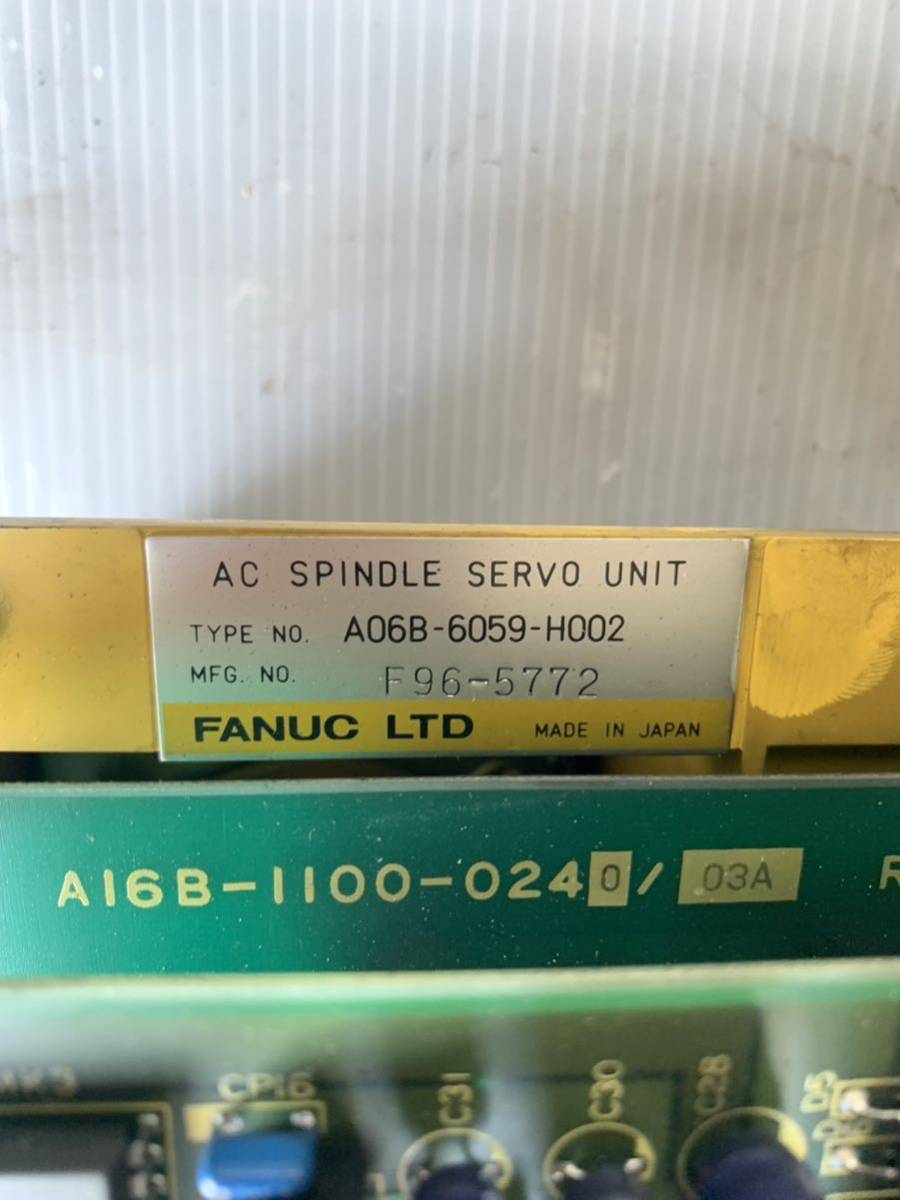 AC SPINDLE SERVO UNIT
TYPE NO. A06B-6059-H002
MFG. NO. F96-5772
FANUC LTD MADE IN JAPAN
A16B-1100-0240/03A R
CP16 C31 C30 C28 D5